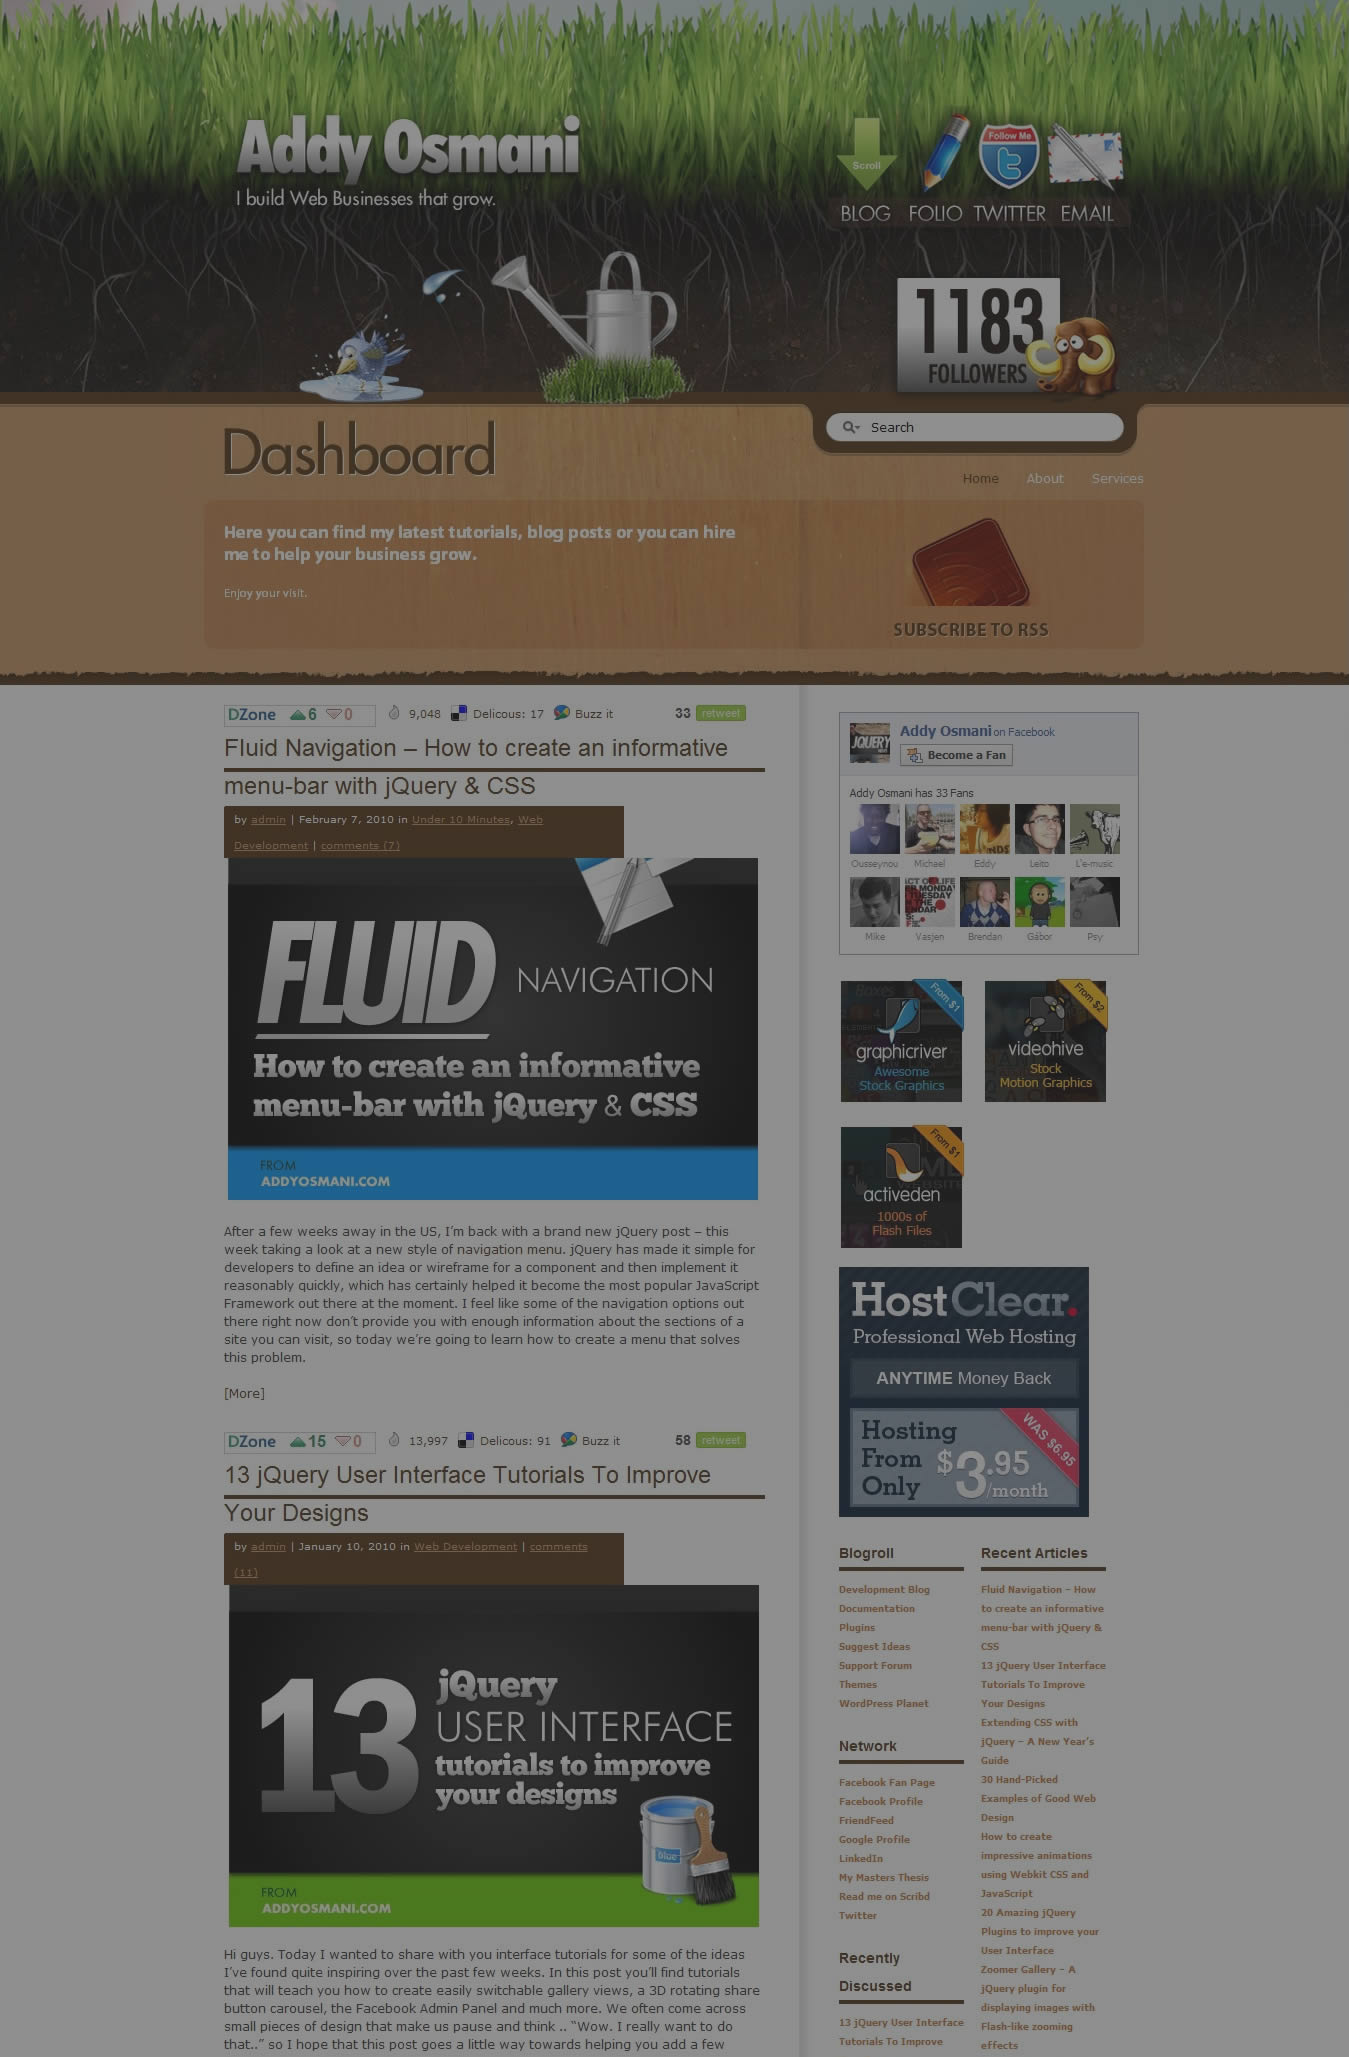 Addy Osmani
I build Web Businesses that grow.
Scroll
Follow Me
BLOG FOLIO TWITTER EMAIL
1183
FOLLOWERS
Dashboard
Search
Home About Services
Here you can find my latest tutorials, blog posts or you can hire
me to help your business grow.
Enjoy your visit.
SUBSCRIBE TO RSS
DZone 6 0 9,048 Delicous: 17 Buzz it 33 retweet
Fluid Navigation – How to create an informative
menu-bar with jQuery & CSS
by admin | February 7, 2010 in Under 10 Minutes, Web
Development | comments (7)
FLUID NAVIGATION
How to create an informative
menu-bar with jQuery & CSS
FROM
ADDYOSMANI.COM
After a few weeks away in the US, I'm back with a brand new jQuery post – this
week taking a look at a new style of navigation menu. jQuery has made it simple for
developers to define an idea or wireframe for a component and then implement it
reasonably quickly, which has certainly helped it become the most popular JavaScript
Framework out there at the moment. I feel like some of the navigation options out
there right now don't provide you with enough information about the sections of a
site you can visit, so today we're going to learn how to create a menu that solves
this problem.
[More]
DZone 15 0 13,997 Delicous: 91 Buzz it 58 retweet
13 jQuery User Interface Tutorials To Improve
Your Designs
by admin | January 10, 2010 in Web Development | comments
(11)
13 jQuery
USER INTERFACE
tutorials to improve
your designs
blue
FROM
ADDYOSMANI.COM
Hi guys. Today I wanted to share with you interface tutorials for some of the ideas
I've found quite inspiring over the past few weeks. In this post you'll find tutorials
that will teach you how to create easily switchable gallery views, a 3D rotating share
button carousel, the Facebook Admin Panel and much more. We often come across
small pieces of design that make us pause and think .. "Wow. I really want to do
that.." so I hope that this post goes a little way towards helping you add a few
JQUERY
Addy Osmani on Facebook
Become a Fan
Addy Osmani has 33 Fans
Ousseynou Michael Eddy Leito L'e-music
Mike Vasjen Brendan Gábor Psy
From $1
graphicriver
Awesome
Stock Graphics
From $2
videohive
Stock
Motion Graphics
From $1
activeden
1000s of
Flash Files
HostClear.
Professional Web Hosting
ANYTIME Money Back
WAS $6.95
Hosting
From
Only
$3.95
/month
Blogroll
Development Blog
Documentation
Plugins
Suggest Ideas
Support Forum
Themes
WordPress Planet
Network
Facebook Fan Page
Facebook Profile
FriendFeed
Google Profile
LinkedIn
My Masters Thesis
Read me on Scribd
Twitter
Recently
Discussed
13 jQuery User Interface
Tutorials To Improve
Recent Articles
Fluid Navigation – How
to create an informative
menu-bar with jQuery &
CSS
13 jQuery User Interface
Tutorials To Improve
Your Designs
Extending CSS with
jQuery – A New Year's
Guide
30 Hand-Picked
Examples of Good Web
Design
How to create
impressive animations
using Webkit CSS and
JavaScript
20 Amazing jQuery
Plugins to improve your
User Interface
Zoomer Gallery – A
jQuery plugin for
displaying images with
Flash-like zooming
effects